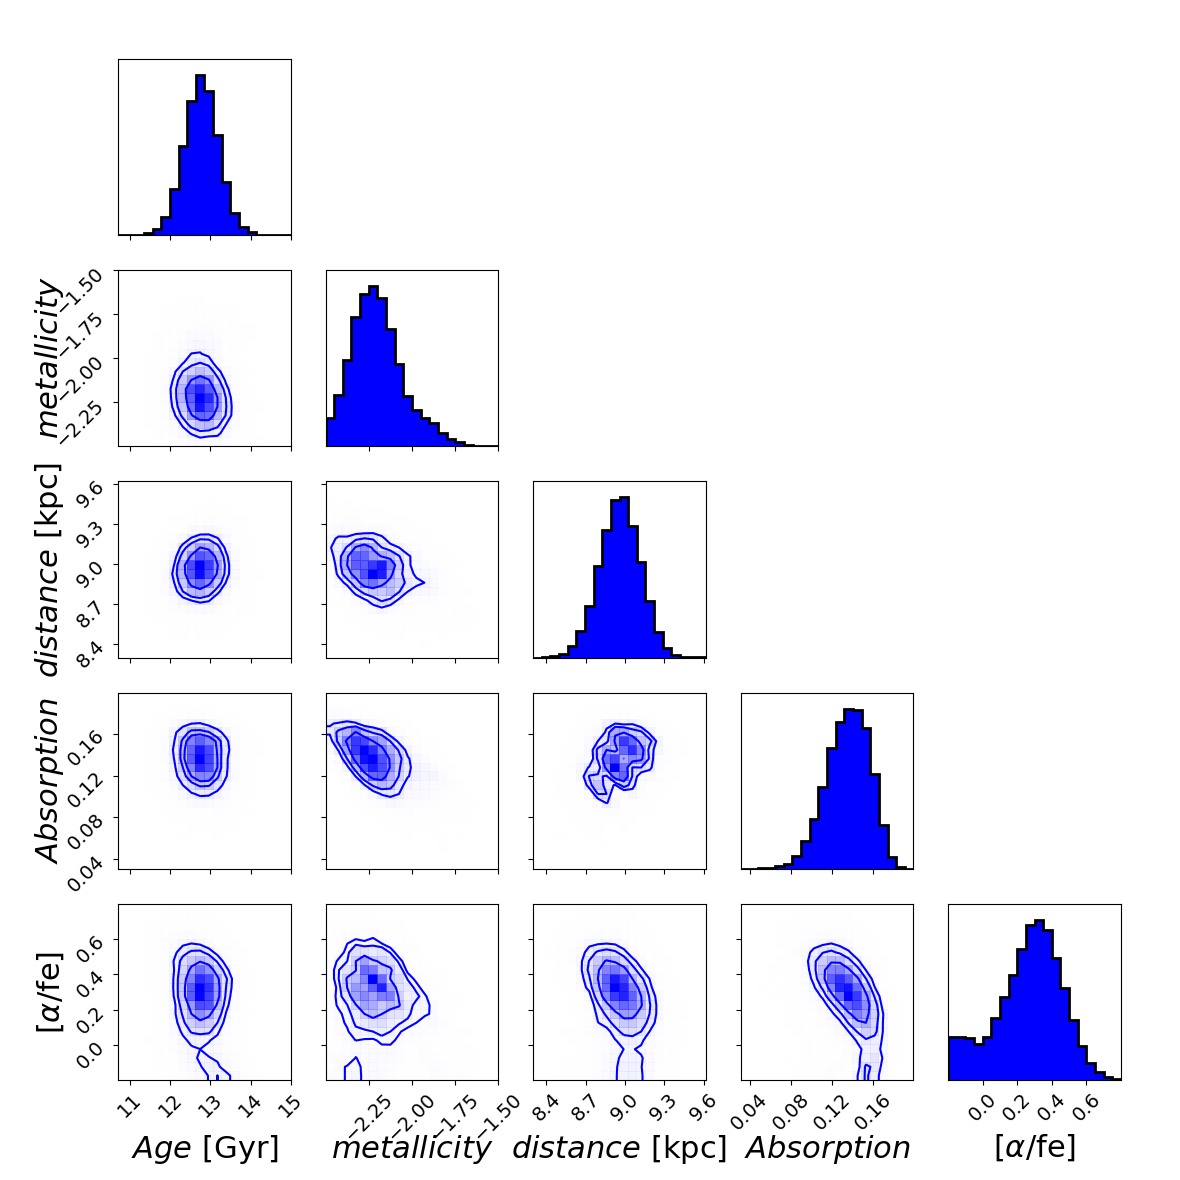 metallicity
−1.50
−1.75
−2.00
−2.25
distance [kpc]
9.6
9.3
9.0
8.7
8.4
Absorption
0.16
0.12
0.08
0.04
[α/fe]
0.6
0.4
0.2
0.0
11 12 13 14 15
−2.25 −2.00 −1.75 −1.50
8.4 8.7 9.0 9.3 9.6
0.04 0.08 0.12 0.16
0.0 0.2 0.4 0.6
Age [Gyr] metallicity distance [kpc] Absorption [α/fe]